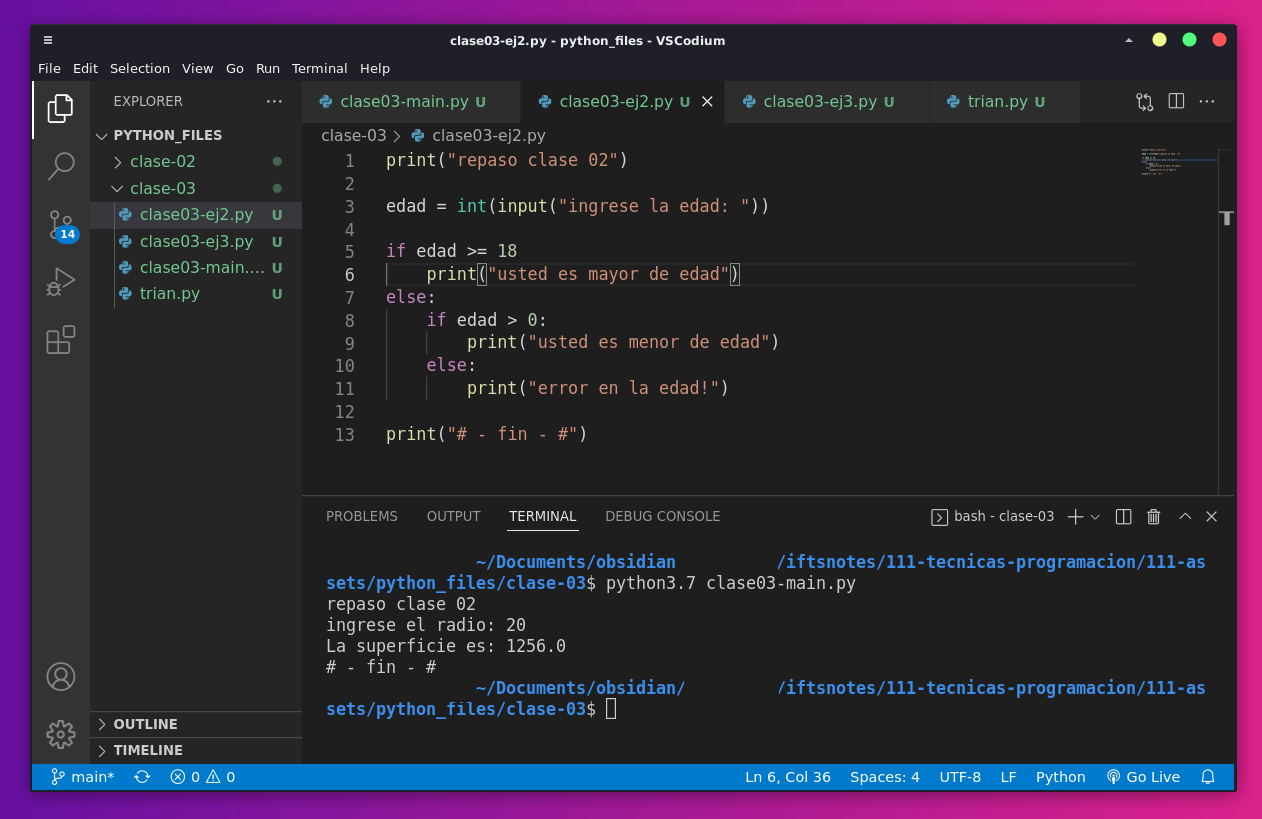 clase03-ej2.py - python_files - VSCodium
File Edit Selection View Go Run Terminal Help
EXPLORER
PYTHON_FILES
clase-02
clase-03
clase03-ej2.py U
clase03-ej3.py U
clase03-main.... U
trian.py U
OUTLINE
TIMELINE
14
clase03-main.py U clase03-ej2.py U clase03-ej3.py U trian.py U
clase-03 > clase03-ej2.py
1 print("repaso clase 02")
2
3 edad = int(input("ingrese la edad: "))
4
5 if edad >= 18
6     print("usted es mayor de edad")
7 else:
8     if edad > 0:
9         print("usted es menor de edad")
10     else:
11         print("error en la edad!")
12
13 print("# - fin - #")
PROBLEMS OUTPUT TERMINAL DEBUG CONSOLE bash - clase-03
~/Documents/obsidian /iftsnotes/111-tecnicas-programacion/111-as
sets/python_files/clase-03$ python3.7 clase03-main.py
repaso clase 02
ingrese el radio: 20
La superficie es: 1256.0
# - fin - #
~/Documents/obsidian/ /iftsnotes/111-tecnicas-programacion/111-as
sets/python_files/clase-03$
main* 0 0 Ln 6, Col 36 Spaces: 4 UTF-8 LF Python Go Live